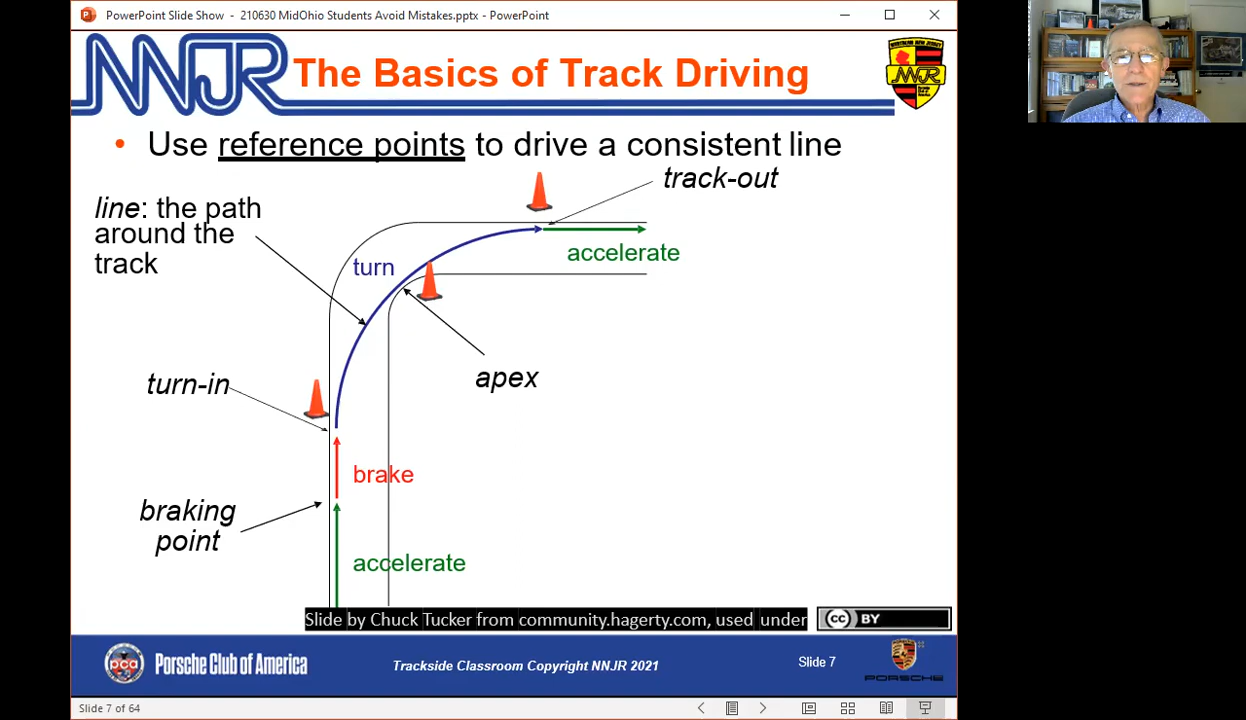 PowerPoint Slide Show - 210630 MidOhio Students Avoid Mistakes.pptx - PowerPoint
NNJR
The Basics of Track Driving
NNJR
• Use reference points to drive a consistent line
track-out
line: the path
around the
track
accelerate
turn
apex
turn-in
brake
braking
point
accelerate
Slide by Chuck Tucker from community.hagerty.com, used under
cc BY
pca
Porsche Club of America
Trackside Classroom Copyright NNJR 2021
Slide 7
PORSCHE
Slide 7 of 64